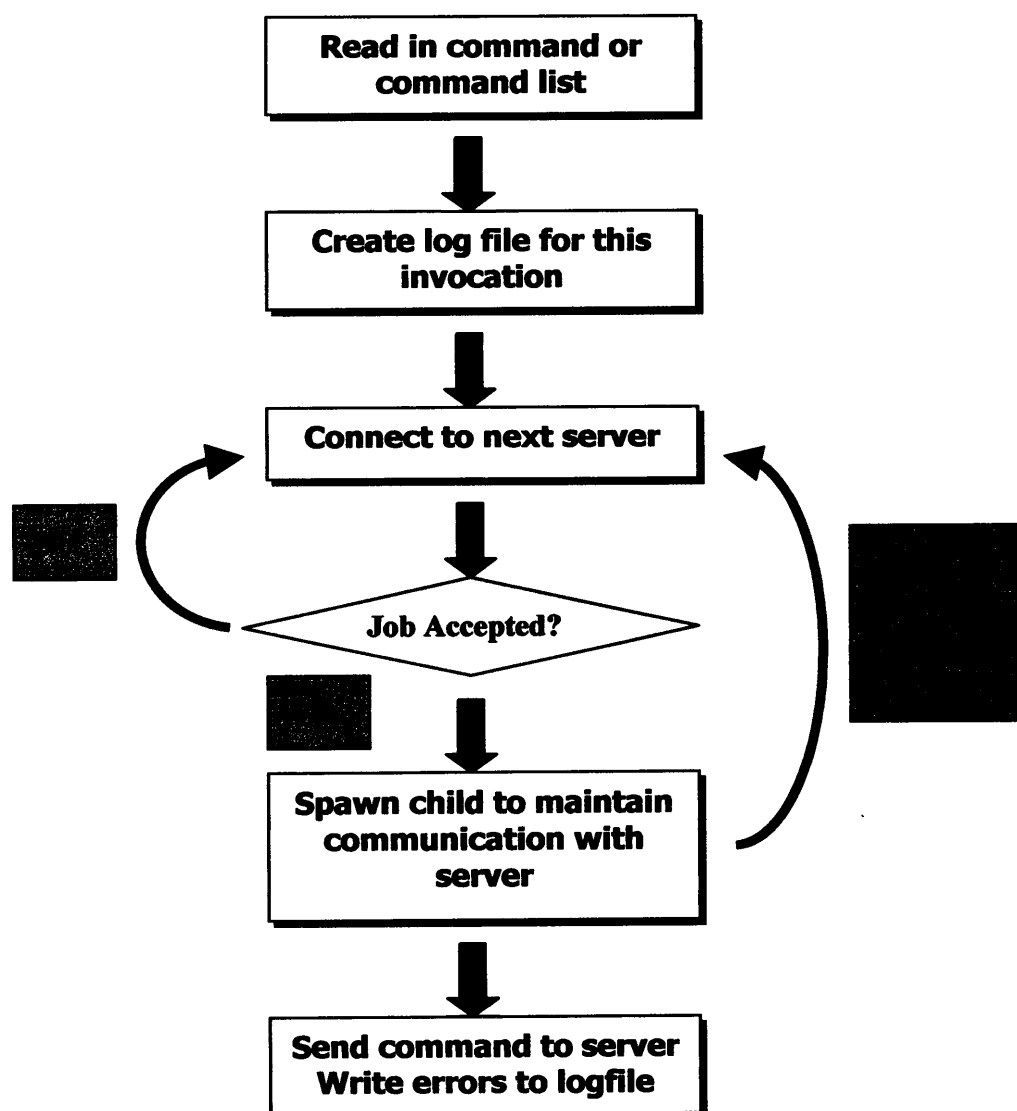 Read in command or
command list
Create log file for this
invocation
Connect to next server
Job Accepted?
Spawn child to maintain
communication with
server
Send command to server
Write errors to logfile